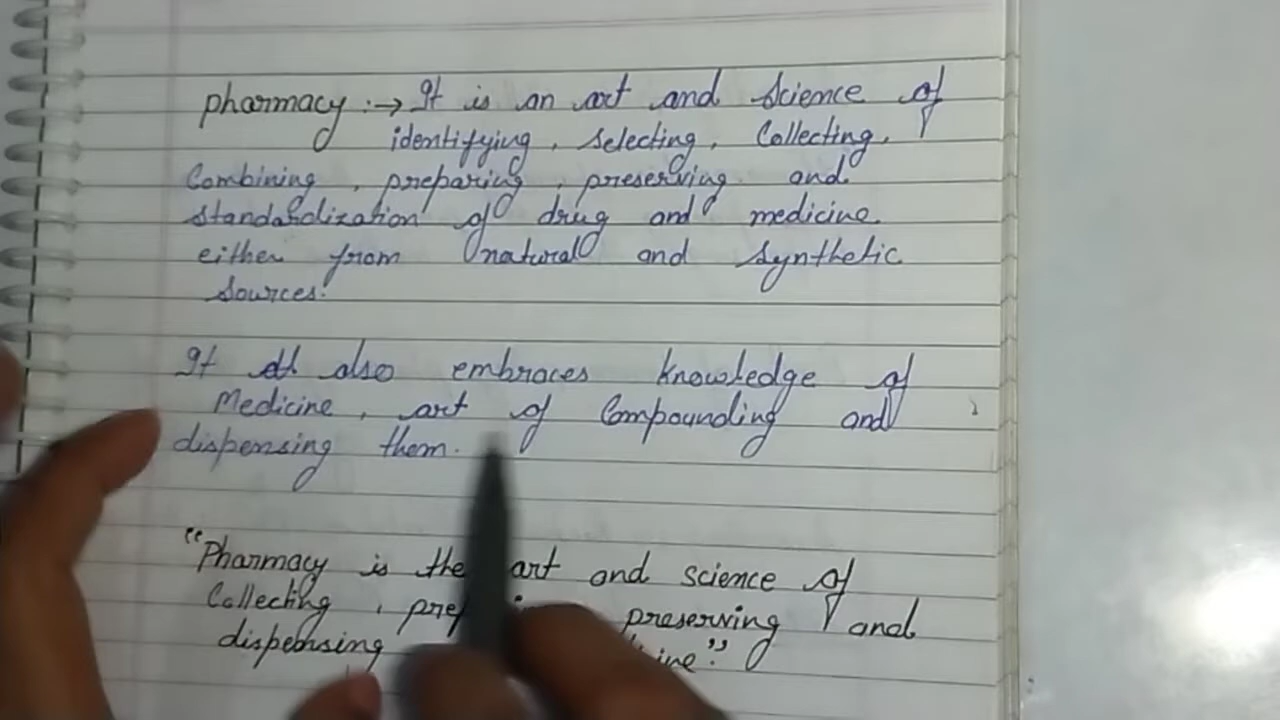 pharmacy :→ It is an art and Science of
identifying, Selecting, Collecting,
Combining, preparing, preserving and
Standardization of drug and medicine
either from natural and Synthetic
Sources.
It also embraces knowledge of
Medicine, art of Compounding and
dispensing them.
"Pharmacy is the art and science of
Collecting, preserving and
dispensing